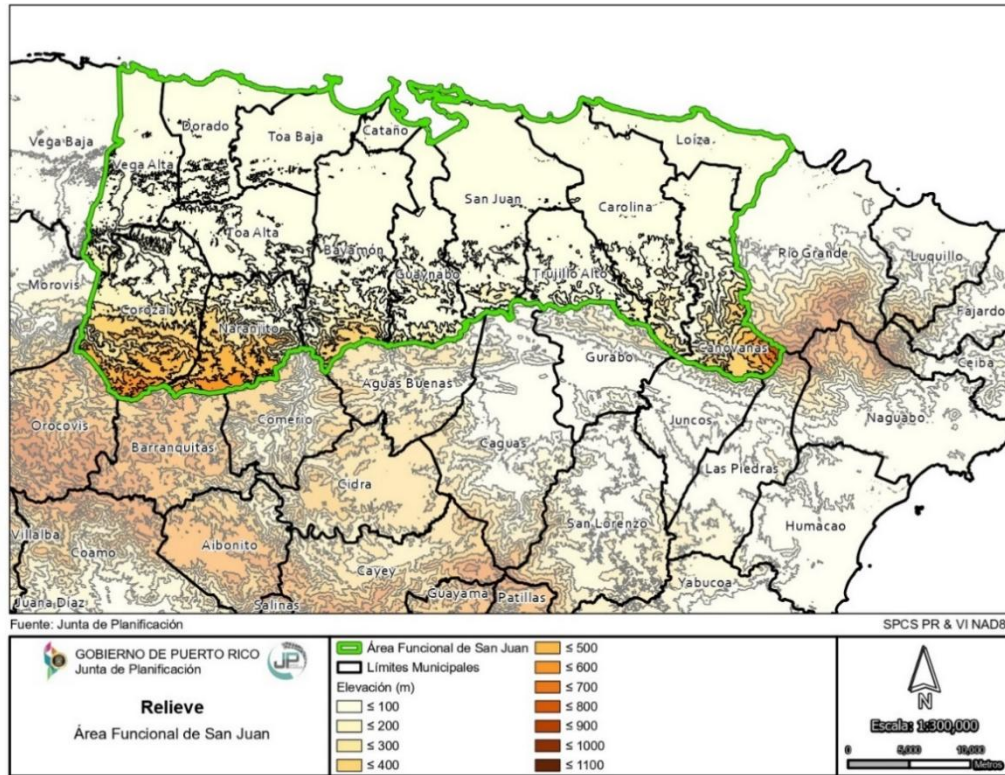 Vega Baja
Dorado
Toa Baja
Cataño
Loíza
Vega Alta
San Juan
Carolina
Toa Alta
Bayamón
Guaynabo
Trujillo Alto
Río Grande
Luquillo
Morovis
Corozal
Naranjito
Fajardo
Canóvanas
Gurabo
Ceiba
Aguas Buenas
Orocovis
Comerío
Juncos
Naguabo
Barranquitas
Caguas
Las Piedras
Cidra
San Lorenzo
Humacao
Villalba
Aibonito
Coamo
Cayey
Yabucoa
Guayama
Patillas
Juana Díaz
Salinas
Fuente: Junta de Planificación
SPCS PR & VI NAD8
GOBIERNO DE PUERTO RICO
Junta de Planificación
JP
Relieve
Área Funcional de San Juan
Área Funcional de San Juan
Límites Municipales
Elevación (m)
≤ 100
≤ 200
≤ 300
≤ 400
≤ 500
≤ 600
≤ 700
≤ 800
≤ 900
≤ 1000
≤ 1100
N
Escala: 1:300,000
0 5,000 10,000
Metros